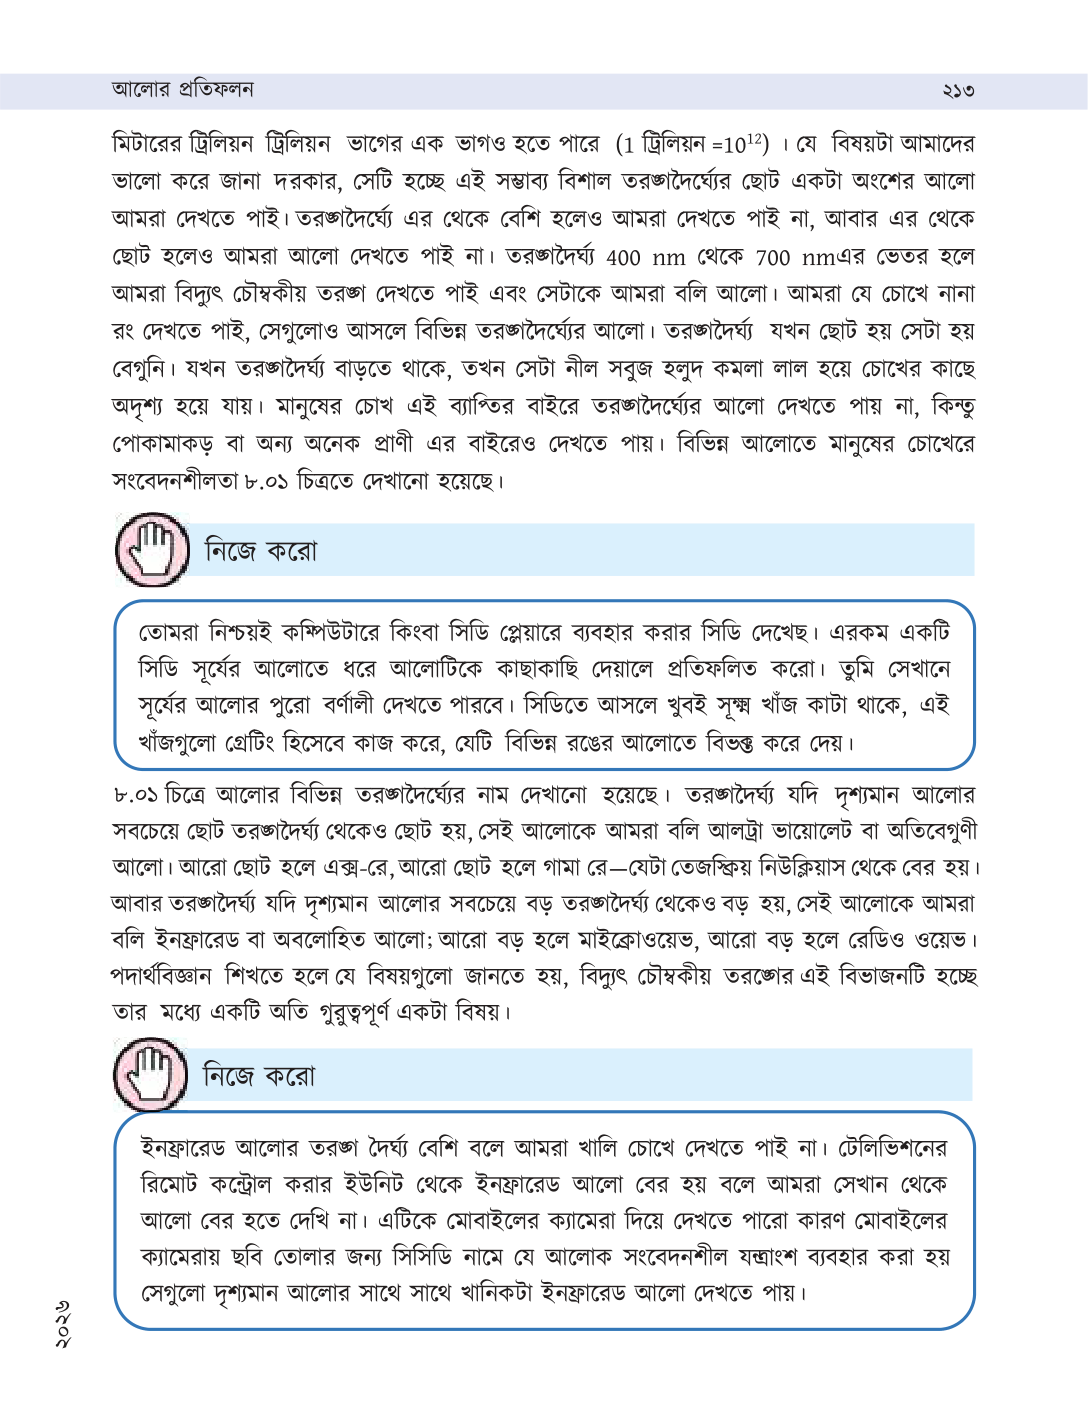 আলোর প্রতিফলন ২১৩
মিটারের ট্রিলিয়ন ট্রিলিয়ন ভাগের এক ভাগও হতে পারে (1 ট্রিলিয়ন =10¹²) । যে বিষয়টা আমাদের
ভালো করে জানা দরকার, সেটি হচ্ছে এই সম্ভাব্য বিশাল তরঙ্গদৈর্ঘ্যের ছোট একটা অংশের আলো
আমরা দেখতে পাই। তরঙ্গদৈর্ঘ্যে এর থেকে বেশি হলেও আমরা দেখতে পাই না, আবার এর থেকে
ছোট হলেও আমরা আলো দেখতে পাই না। তরঙ্গদৈর্ঘ্য 400 nm থেকে 700 nmএর ভেতর হলে
আমরা বিদ্যুৎ চৌম্বকীয় তরঙ্গ দেখতে পাই এবং সেটাকে আমরা বলি আলো। আমরা যে চোখে নানা
রং দেখতে পাই, সেগুলোও আসলে বিভিন্ন তরঙ্গদৈর্ঘ্যের আলো। তরঙ্গদৈর্ঘ্য যখন ছোট হয় সেটা হয়
বেগুনি। যখন তরঙ্গদৈর্ঘ্য বাড়তে থাকে, তখন সেটা নীল সবুজ হলুদ কমলা লাল হয়ে চোখের কাছে
অদৃশ্য হয়ে যায়। মানুষের চোখ এই ব্যাপ্তির বাইরে তরঙ্গদৈর্ঘ্যের আলো দেখতে পায় না, কিন্তু
পোকামাকড় বা অন্য অনেক প্রাণী এর বাইরেও দেখতে পায়। বিভিন্ন আলোতে মানুষের চোখেরে
সংবেদনশীলতা ৮.০১ চিত্রতে দেখানো হয়েছে।
নিজে করো
তোমরা নিশ্চয়ই কম্পিউটারে কিংবা সিডি প্লেয়ারে ব্যবহার করার সিডি দেখেছ। এরকম একটি
সিডি সূর্যের আলোতে ধরে আলোটিকে কাছাকাছি দেয়ালে প্রতিফলিত করো। তুমি সেখানে
সূর্যের আলোর পুরো বর্ণালী দেখতে পারবে। সিডিতে আসলে খুবই সূক্ষ্ম খাঁজ কাটা থাকে, এই
খাঁজগুলো গ্রেটিং হিসেবে কাজ করে, যেটি বিভিন্ন রঙের আলোতে বিভক্ত করে দেয়।
৮.০১ চিত্রে আলোর বিভিন্ন তরঙ্গদৈর্ঘ্যের নাম দেখানো হয়েছে। তরঙ্গদৈর্ঘ্য যদি দৃশ্যমান আলোর
সবচেয়ে ছোট তরঙ্গদৈর্ঘ্য থেকেও ছোট হয়, সেই আলোকে আমরা বলি আলট্রা ভায়োলেট বা অতিবেগুণী
আলো। আরো ছোট হলে এক্স-রে, আরো ছোট হলে গামা রে—যেটা তেজস্ক্রিয় নিউক্লিয়াস থেকে বের হয়।
আবার তরঙ্গদৈর্ঘ্য যদি দৃশ্যমান আলোর সবচেয়ে বড় তরঙ্গদৈর্ঘ্য থেকেও বড় হয়, সেই আলোকে আমরা
বলি ইনফ্রারেড বা অবলোহিত আলো; আরো বড় হলে মাইক্রোওয়েভ, আরো বড় হলে রেডিও ওয়েভ।
পদার্থবিজ্ঞান শিখতে হলে যে বিষয়গুলো জানতে হয়, বিদ্যুৎ চৌম্বকীয় তরঙ্গের এই বিভাজনটি হচ্ছে
তার মধ্যে একটি অতি গুরুত্বপূর্ণ একটা বিষয়।
নিজে করো
ইনফ্রারেড আলোর তরঙ্গ দৈর্ঘ্য বেশি বলে আমরা খালি চোখে দেখতে পাই না। টেলিভিশনের
রিমোট কন্ট্রোল করার ইউনিট থেকে ইনফ্রারেড আলো বের হয় বলে আমরা সেখান থেকে
আলো বের হতে দেখি না। এটিকে মোবাইলের ক্যামেরা দিয়ে দেখতে পারো কারণ মোবাইলের
ক্যামেরায় ছবি তোলার জন্য সিসিডি নামে যে আলোক সংবেদনশীল যন্ত্রাংশ ব্যবহার করা হয়
সেগুলো দৃশ্যমান আলোর সাথে সাথে খানিকটা ইনফ্রারেড আলো দেখতে পায়।
২০২৬